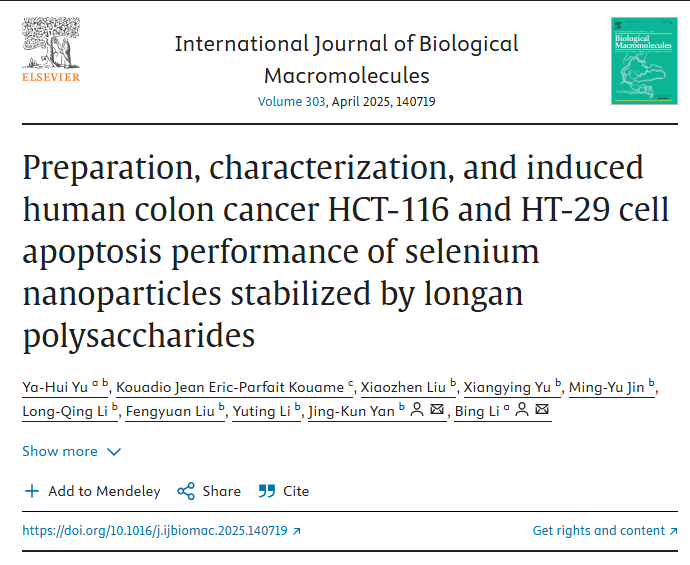 ELSEVIER
International Journal of Biological
Macromolecules
Volume 303, April 2025, 140719
Biological
Macromolecules
Preparation, characterization, and induced
human colon cancer HCT-116 and HT-29 cell
apoptosis performance of selenium
nanoparticles stabilized by longan
polysaccharides
Ya-Hui Yu a b, Kouadio Jean Eric-Parfait Kouame c, Xiaozhen Liu b, Xiangying Yu b, Ming-Yu Jin b,
Long-Qing Li b, Fengyuan Liu b, Yuting Li b, Jing-Kun Yan b, Bing Li a
Show more
Add to Mendeley Share Cite
https://doi.org/10.1016/j.ijbiomac.2025.140719 ↗ Get rights and content ↗